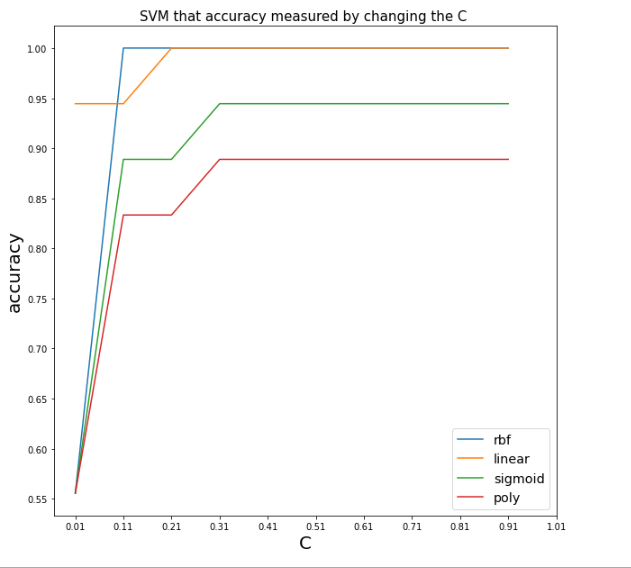 SVM that accuracy measured by changing the C
1.00
0.95
0.90
0.85
0.80
0.75
0.70
0.65
0.60
0.55
accuracy
rbf
linear
sigmoid
poly
0.01 0.11 0.21 0.31 0.41 0.51 0.61 0.71 0.81 0.91 1.01
C